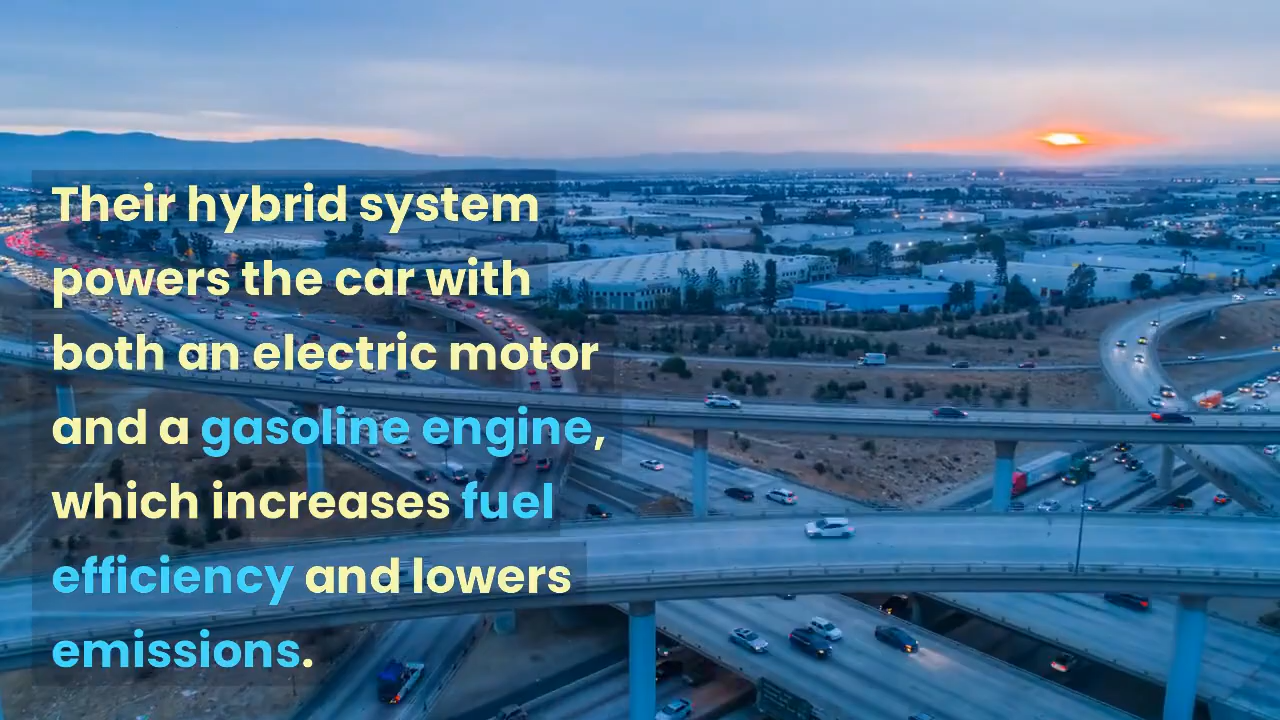 Their hybrid system
powers the car with
both an electric motor
and a gasoline engine,
which increases fuel
efficiency and lowers
emissions.